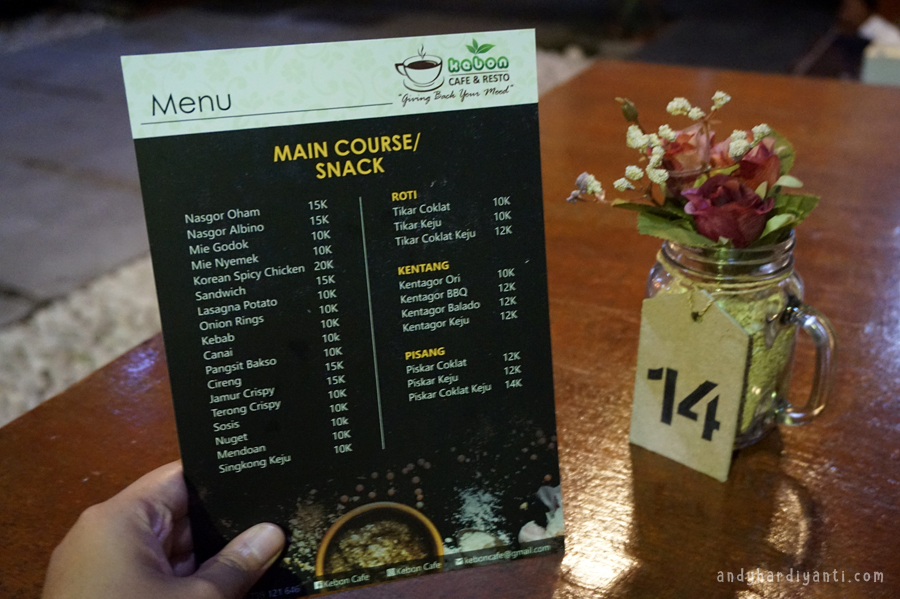 Menu
kebon
CAFE & RESTO
"Giving Back Your Mood"
MAIN COURSE/
SNACK
Nasgor Oham 15K
Nasgor Albino 15K
Mie Godok 10K
Mie Nyemek 10K
Korean Spicy Chicken 20K
Sandwich 15K
Lasagna Potato 10K
Onion Rings 10K
Kebab 10K
Canai 10k
Pangsit Bakso 10K
Cireng 15K
Jamur Crispy 15K
Terong Crispy 10K
Sosis 10K
Nuget 10k
Mendoan 10K
Singkong Keju 10K
ROTI
Tikar Coklat 10K
Tikar Keju 10K
Tikar Coklat Keju 12K
KENTANG
Kentagor Ori 10K
Kentagor BBQ 12K
Kentagor Balado 12K
Kentagor Keju 12K
PISANG
Piskar Coklat 12K
Piskar Keju 12K
Piskar Coklat Keju 14K
121 646 Kebon Cafe Kebon Cafe keboncafe@gmail.com
14
andyhardiyanti.com